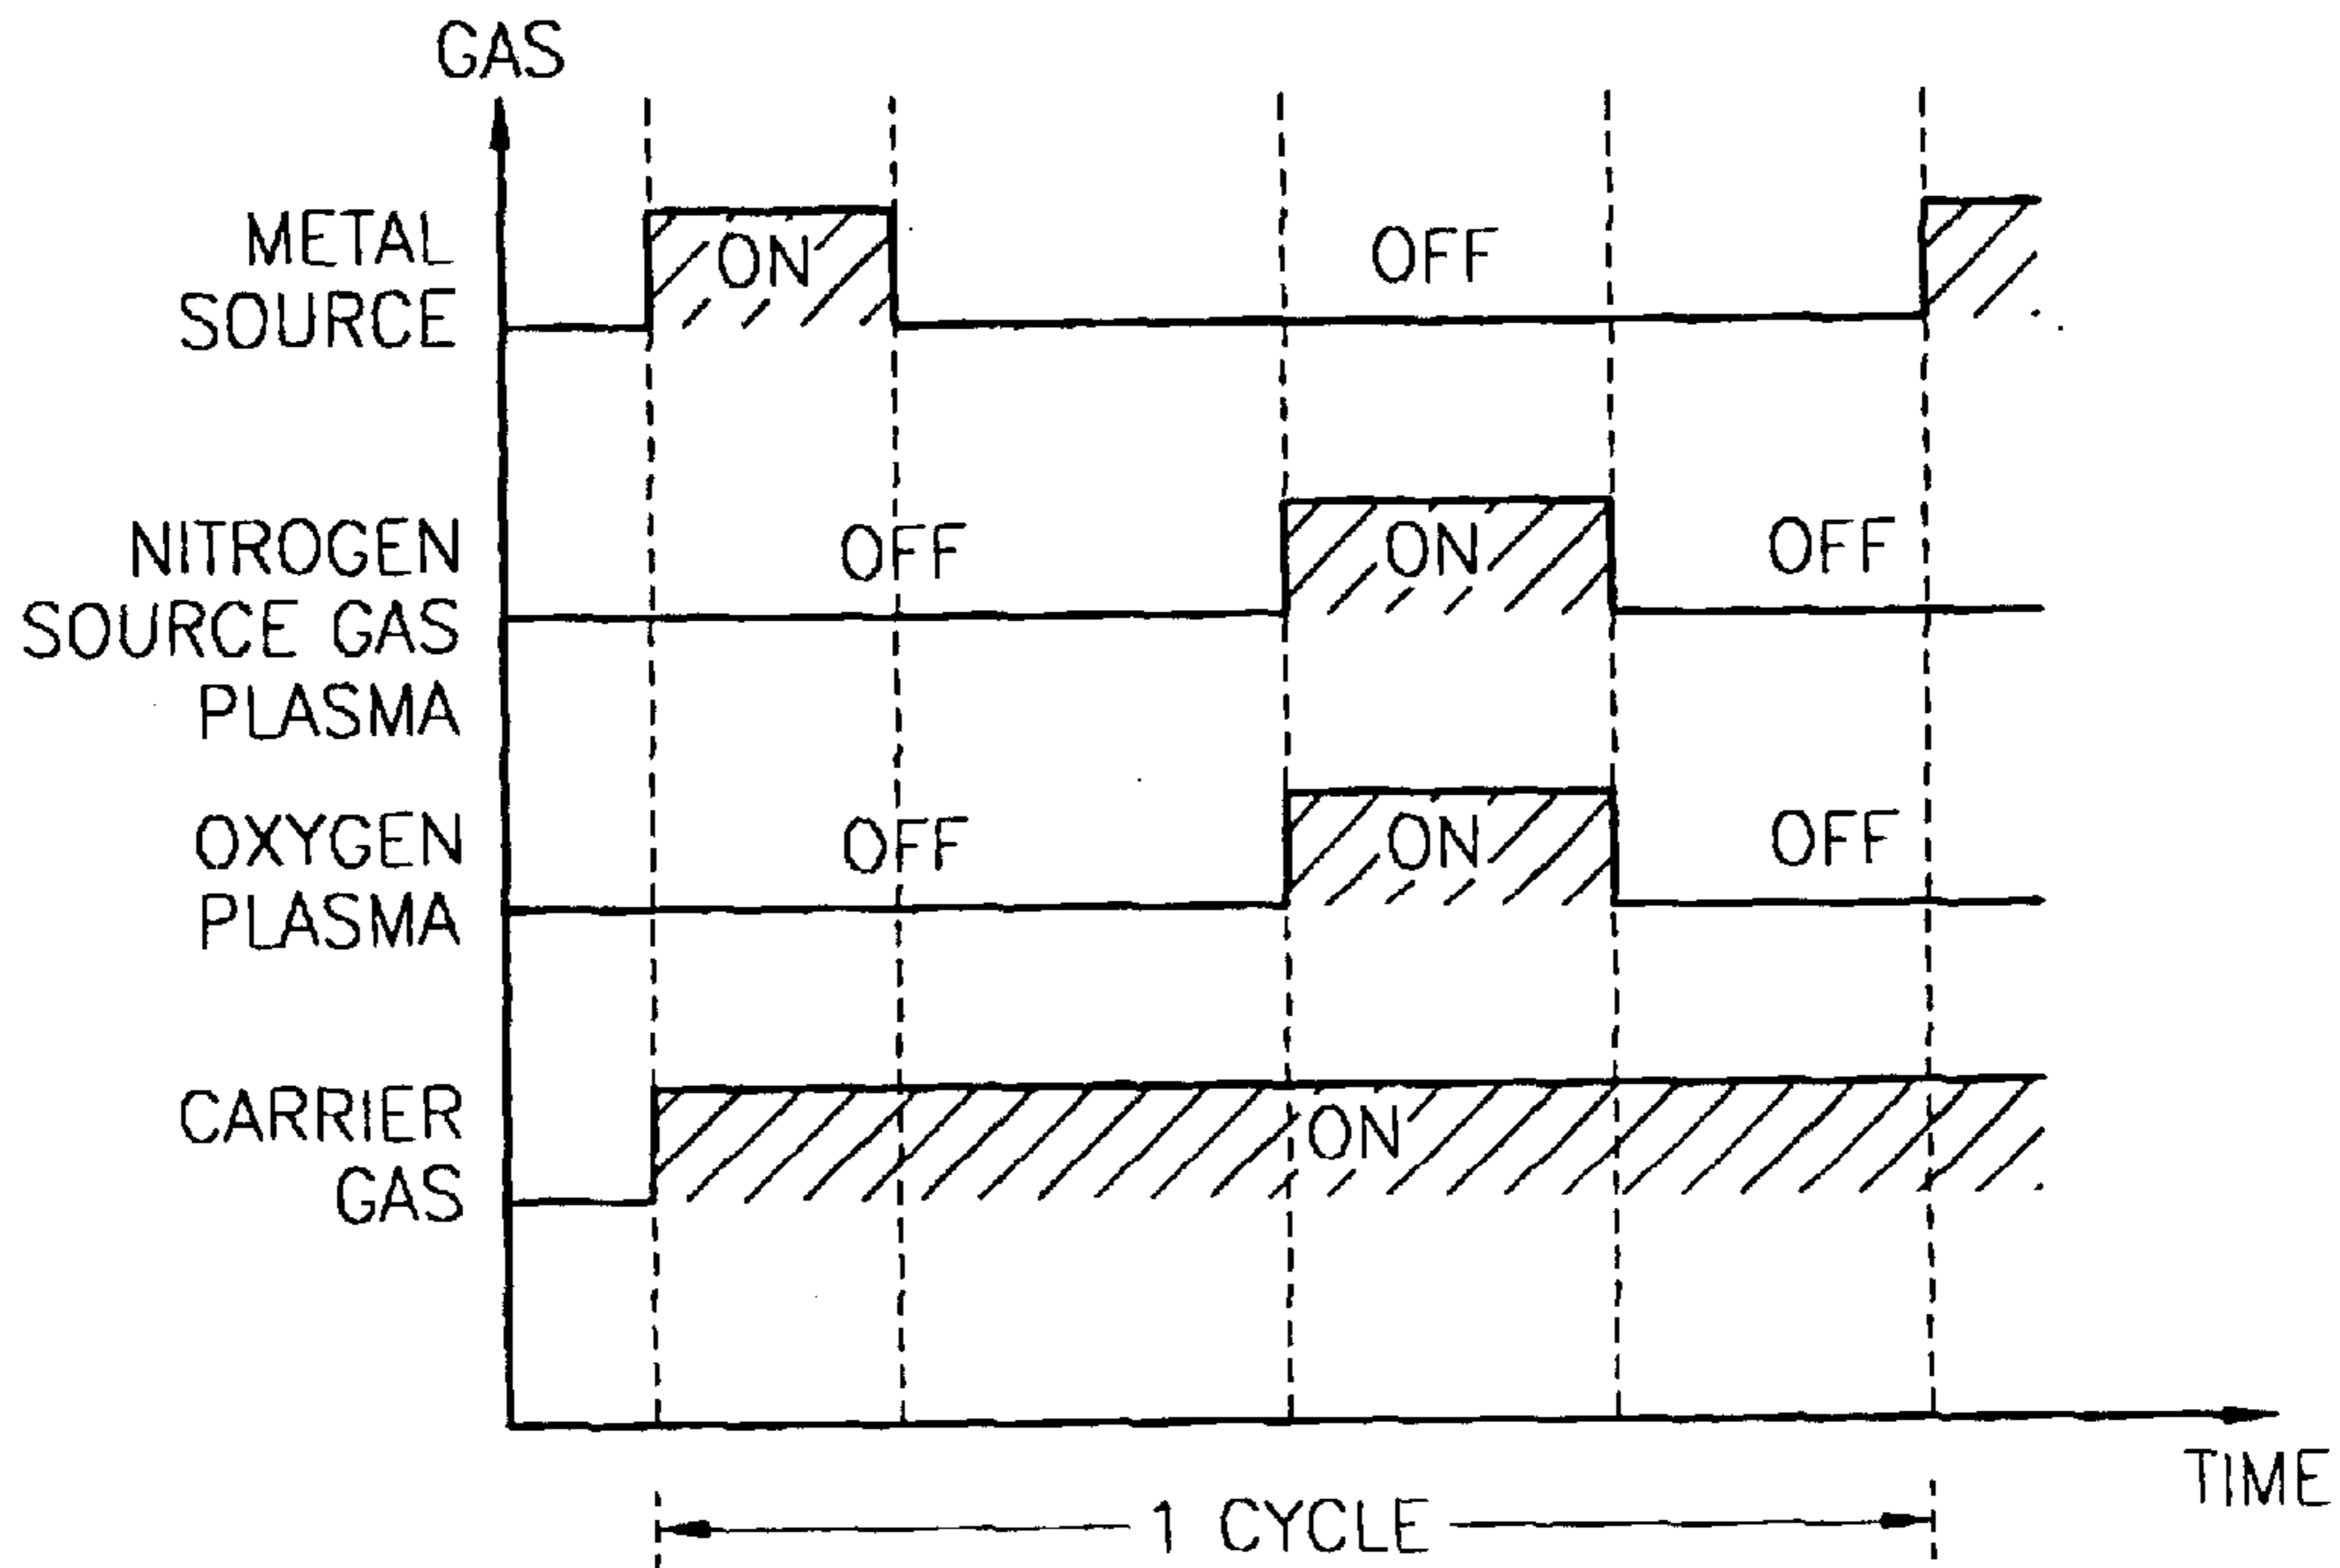 GAS
METAL
SOURCE
ON
OFF
NITROGEN
SOURCE GAS
PLASMA
OFF
ON
OFF
OXYGEN
PLASMA
OFF
ON
OFF
CARRIER
GAS
ON
TIME
1 CYCLE